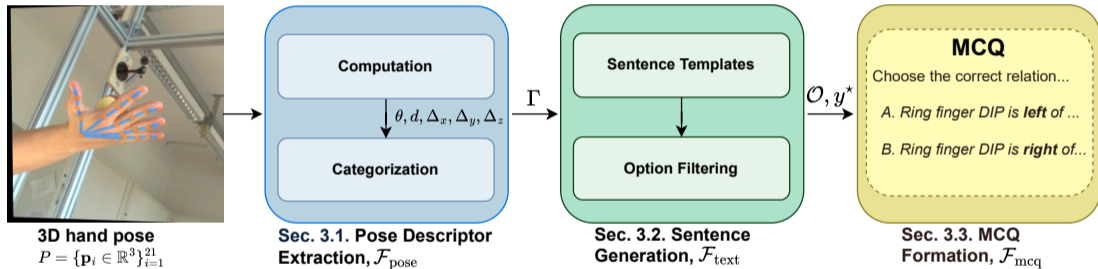 3D hand pose
P = {p_i ∈ ℝ³}²¹_{i=1}
Computation
θ, d, Δ_x, Δ_y, Δ_z
Categorization
Sec. 3.1. Pose Descriptor
Extraction, 𝓕_pose
Γ
Sentence Templates
Option Filtering
Sec. 3.2. Sentence
Generation, 𝓕_text
𝒪, y*
MCQ
Choose the correct relation...
A. Ring finger DIP is left of ...
B. Ring finger DIP is right of...
Sec. 3.3. MCQ
Formation, 𝓕_mcq